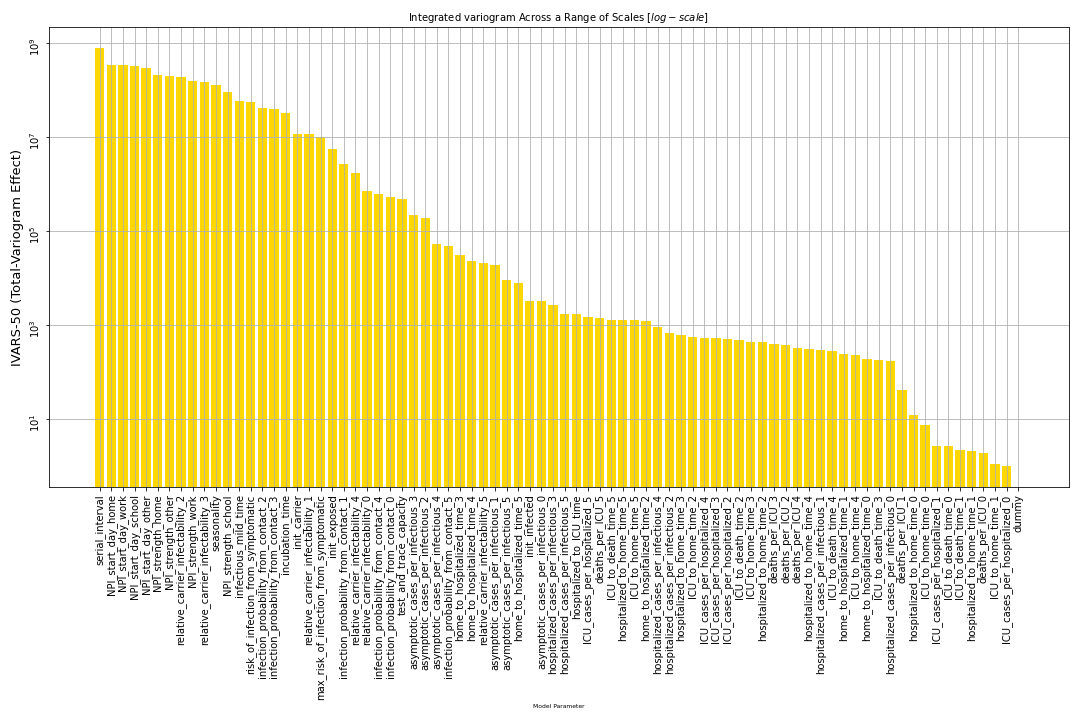 Integrated variogram Across a Range of Scales [log − scale]
IVARS-50 (Total-Variogram Effect)
10^9
10^7
10^5
10^3
10^1
serial_interval
NPI_start_day_home
NPI_start_day_work
NPI_start_day_school
NPI_start_day_other
NPI_strength_home
NPI_strength_other
relative_carrier_infectability_2
NPI_strength_work
relative_carrier_infectability_3
seasonality
NPI_strength_school
infectious_mild_time
risk_of_infection_from_symptomatic
infection_probability_from_contact_2
infection_probability_from_contact_3
incubation_time
init_carrier
relative_carrier_infectability_1
max_risk_of_infection_from_symptomatic
init_exposed
infection_probability_from_contact_1
relative_carrier_infectability_4
relative_carrier_infectability_0
infection_probability_from_contact_4
infection_probability_from_contact_0
test_and_trace_capacity
asymptotic_cases_per_infectious_3
asymptotic_cases_per_infectious_2
asymptotic_cases_per_infectious_4
infection_probability_from_contact_5
home_to_hospitalized_time_3
home_to_hospitalized_time_4
relative_carrier_infectability_5
asymptotic_cases_per_infectious_1
asymptotic_cases_per_infectious_5
home_to_hospitalized_time_5
init_infected
asymptotic_cases_per_infectious_0
hospitalized_cases_per_infectious_3
hospitalized_cases_per_infectious_5
hospitalized_to_ICU_time
ICU_cases_per_hospitalized_5
deaths_per_ICU_5
ICU_to_death_time_5
hospitalized_to_home_time_5
ICU_to_home_time_5
home_to_hospitalized_time_2
hospitalized_cases_per_infectious_4
hospitalized_cases_per_infectious_2
hospitalized_to_home_time_3
ICU_to_home_time_3
ICU_cases_per_hospitalized_4
ICU_cases_per_hospitalized_3
ICU_cases_per_hospitalized_2
ICU_to_death_time_2
ICU_to_home_time_2
hospitalized_to_home_time_2
deaths_per_ICU_3
deaths_per_ICU_2
deaths_per_ICU_4
hospitalized_to_home_time_4
hospitalized_cases_per_infectious_1
ICU_to_death_time_4
home_to_hospitalized_time_1
ICU_to_home_time_4
home_to_hospitalized_time_0
ICU_to_death_time_3
hospitalized_cases_per_infectious_0
deaths_per_ICU_1
hospitalized_to_home_time_0
ICU_to_home_time_0
ICU_cases_per_hospitalized_1
ICU_to_death_time_0
ICU_to_death_time_1
hospitalized_to_home_time_1
deaths_per_ICU_0
ICU_to_home_time_1
ICU_cases_per_hospitalized_0
dummy
Model Parameter